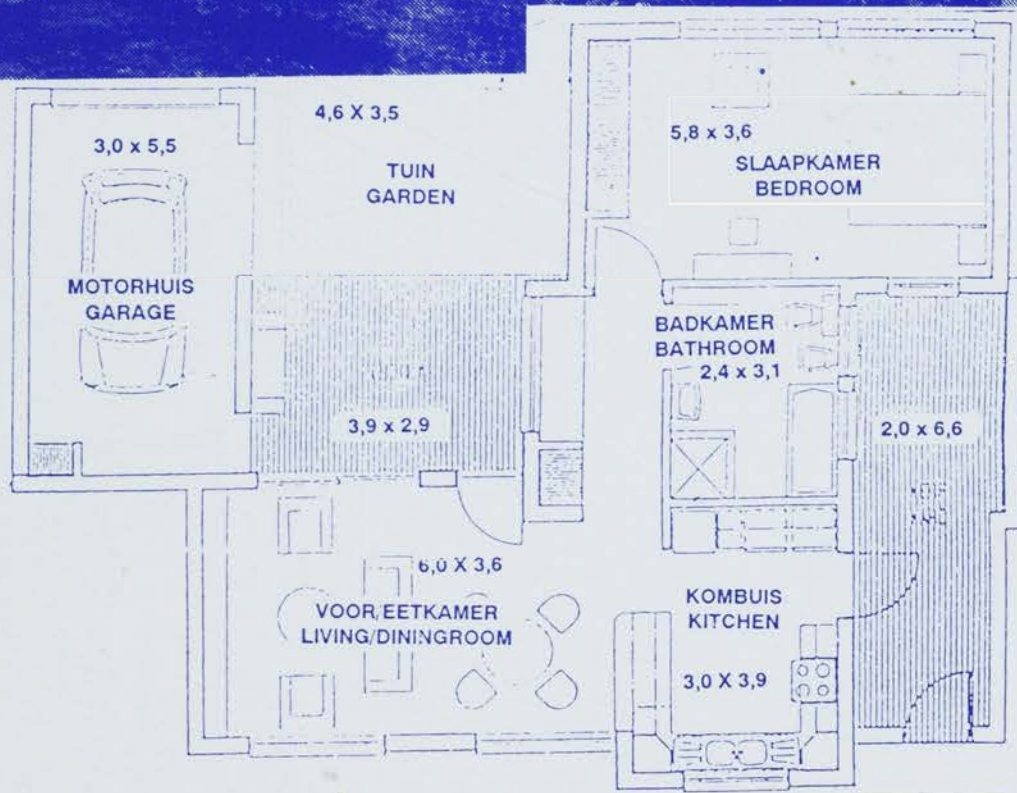 4,6 X 3,5
TUIN
GARDEN
3,0 x 5,5
MOTORHUIS
GARAGE
5,8 x 3,6
SLAAPKAMER
BEDROOM
BADKAMER
BATHROOM
2,4 x 3,1
3,9 x 2,9
2,0 x 6,6
6,0 X 3,6
VOOR/EETKAMER
LIVING/DININGROOM
KOMBUIS
KITCHEN
3,0 X 3,9